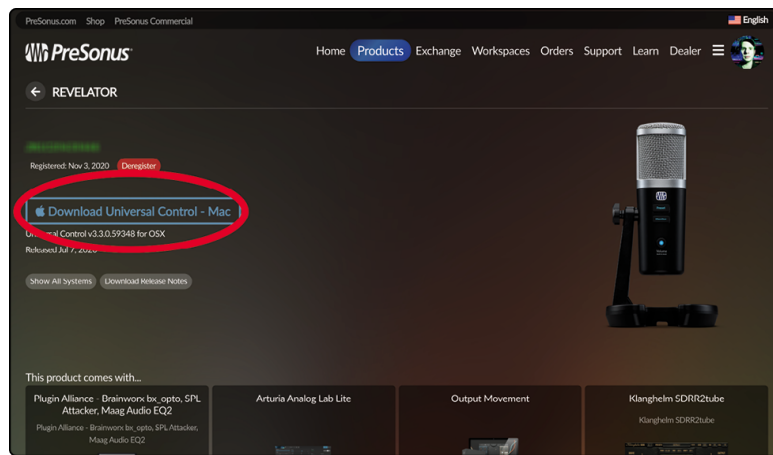 PreSonus.com Shop PreSonus Commercial
English
PreSonus
Home Products Exchange Workspaces Orders Support Learn Dealer
REVELATOR
Registered: Nov 3, 2020 Deregister
Download Universal Control - Mac
Universal Control v3.3.0.59348 for OSX
Released Jul 7, 2020
Show All Systems Download Release Notes
This product comes with...
Plugin Alliance - Brainworx bx_opto, SPL
Attacker, Maag Audio EQ2
Plugin Alliance - Brainworx bx_opto, SPL Attacker,
Maag Audio EQ2
Arturia Analog Lab Lite
Output Movement
Klanghelm SDRR2tube
Klanghelm SDRR2tube